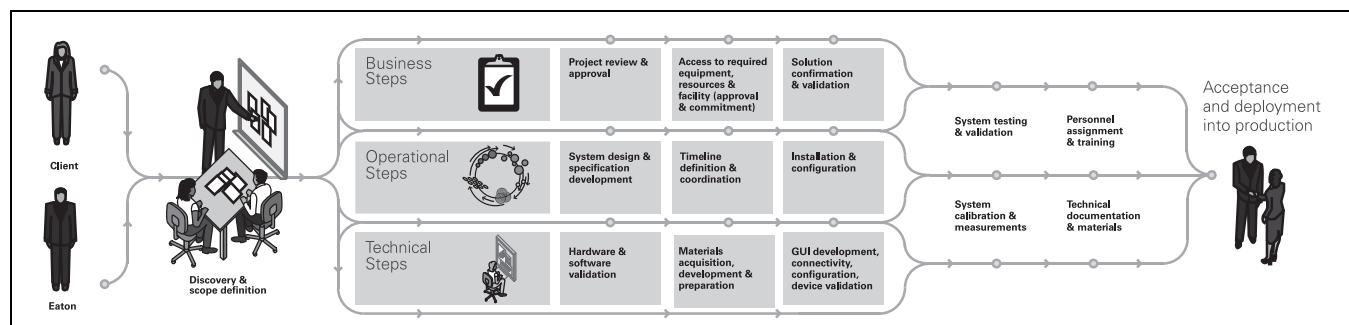 Client
Eaton
Discovery &
scope definition
Business
Steps
Project review &
approval
Access to required
equipment,
resources &
facility (approval
& commitment)
Solution
confirmation
& validation
Operational
Steps
System design &
specification
development
Timeline
definition &
coordination
Installation &
configuration
Technical
Steps
Hardware &
software
validation
Materials
acquisition,
development &
preparation
GUI development,
connectivity,
configuration,
device validation
System testing
& validation
Personnel
assignment
& training
System
calibration &
measurements
Technical
documentation
& materials
Acceptance
and deployment
into production